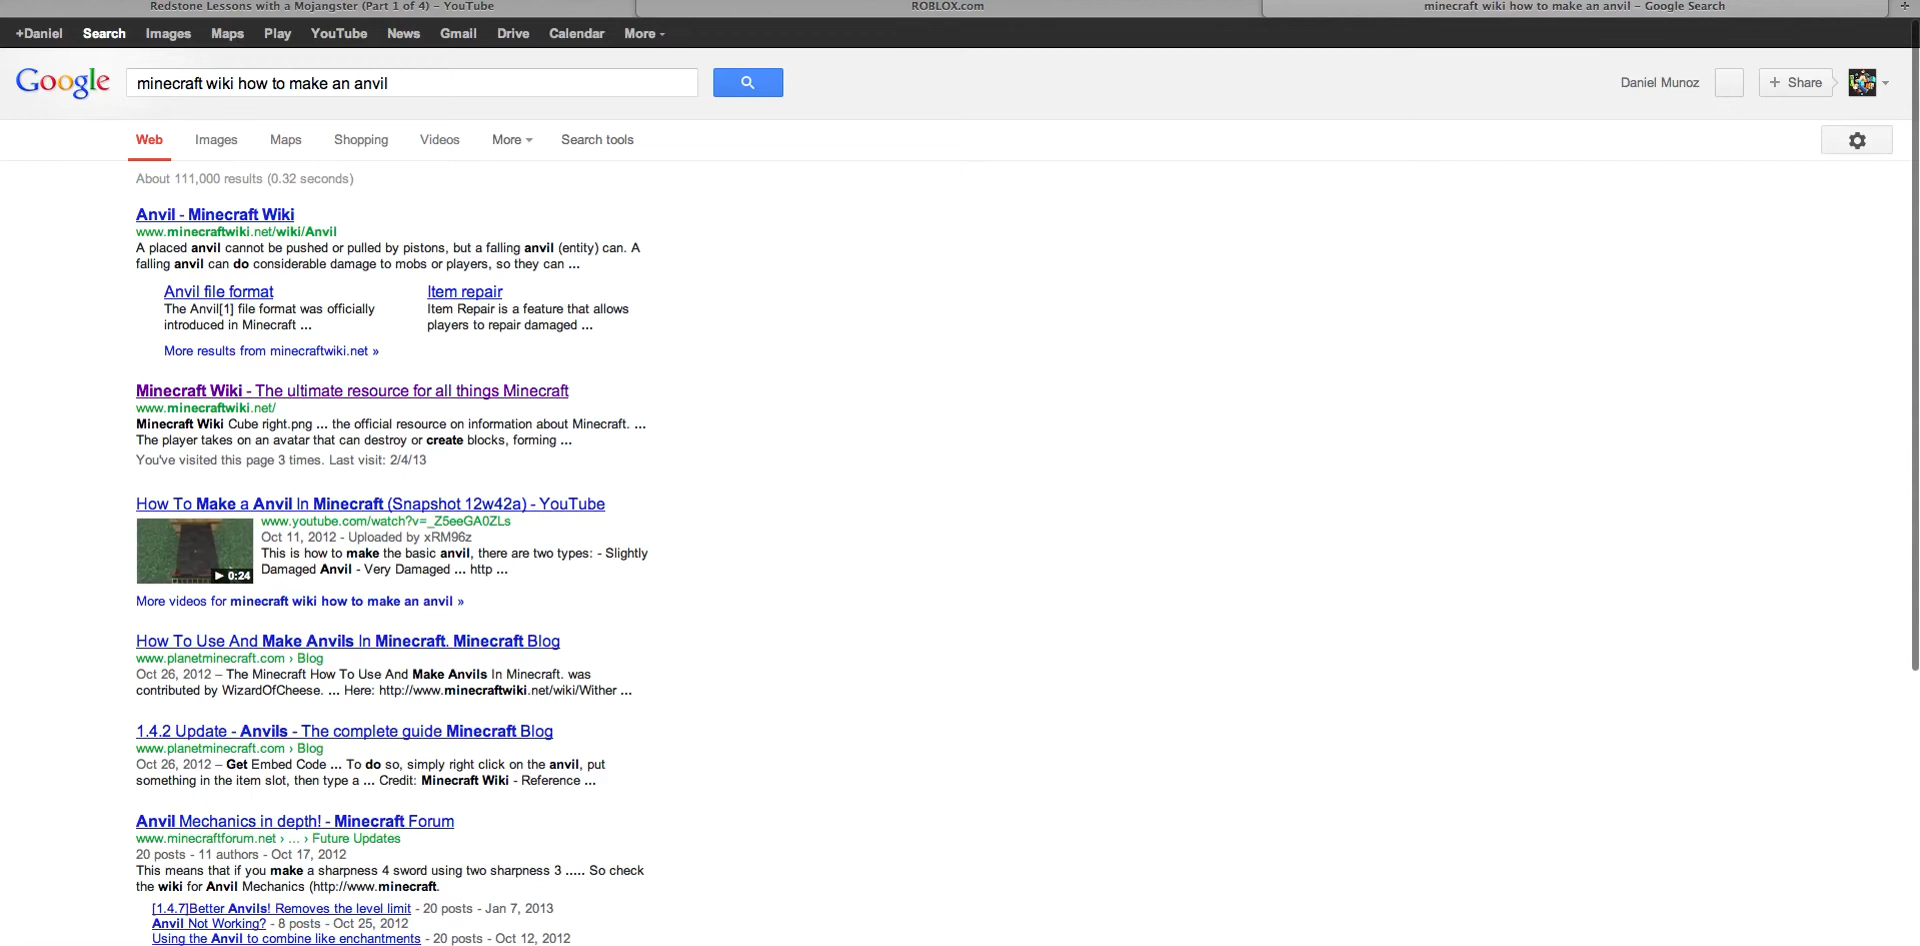 Redstone Lessons with a Mojangster (Part 1 of 4) – YouTube
ROBLOX.com
minecraft wiki how to make an anvil – Google Search
+Daniel Search Images Maps Play YouTube News Gmail Drive Calendar More
Google
minecraft wiki how to make an anvil
Daniel Munoz
+ Share
Web Images Maps Shopping Videos More Search tools
About 111,000 results (0.32 seconds)
Anvil - Minecraft Wiki
www.minecraftwiki.net/wiki/Anvil
A placed anvil cannot be pushed or pulled by pistons, but a falling anvil (entity) can. A
falling anvil can do considerable damage to mobs or players, so they can ...
Anvil file format
The Anvil[1] file format was officially
introduced in Minecraft ...
Item repair
Item Repair is a feature that allows
players to repair damaged ...
More results from minecraftwiki.net »
Minecraft Wiki - The ultimate resource for all things Minecraft
www.minecraftwiki.net/
Minecraft Wiki Cube right.png ... the official resource on information about Minecraft. ...
The player takes on an avatar that can destroy or create blocks, forming ...
You've visited this page 3 times. Last visit: 2/4/13
How To Make a Anvil In Minecraft (Snapshot 12w42a) - YouTube
www.youtube.com/watch?v=_Z5eeGA0ZLs
Oct 11, 2012 - Uploaded by xRM96z
This is how to make the basic anvil, there are two types: - Slightly
Damaged Anvil - Very Damaged ... http ...
0:24
More videos for minecraft wiki how to make an anvil »
How To Use And Make Anvils In Minecraft. Minecraft Blog
www.planetminecraft.com › Blog
Oct 26, 2012 – The Minecraft How To Use And Make Anvils In Minecraft. was
contributed by WizardOfCheese. ... Here: http://www.minecraftwiki.net/wiki/Wither ...
1.4.2 Update - Anvils - The complete guide Minecraft Blog
www.planetminecraft.com › Blog
Oct 26, 2012 – Get Embed Code ... To do so, simply right click on the anvil, put
something in the item slot, then type a ... Credit: Minecraft Wiki - Reference ...
Anvil Mechanics in depth! - Minecraft Forum
www.minecraftforum.net › ... › Future Updates
20 posts - 11 authors - Oct 17, 2012
This means that if you make a sharpness 4 sword using two sharpness 3 ..... So check
the wiki for Anvil Mechanics (http://www.minecraft.
[1.4.7]Better Anvils! Removes the level limit - 20 posts - Jan 7, 2013
Anvil Not Working? - 8 posts - Oct 25, 2012
Using the Anvil to combine like enchantments - 20 posts - Oct 12, 2012